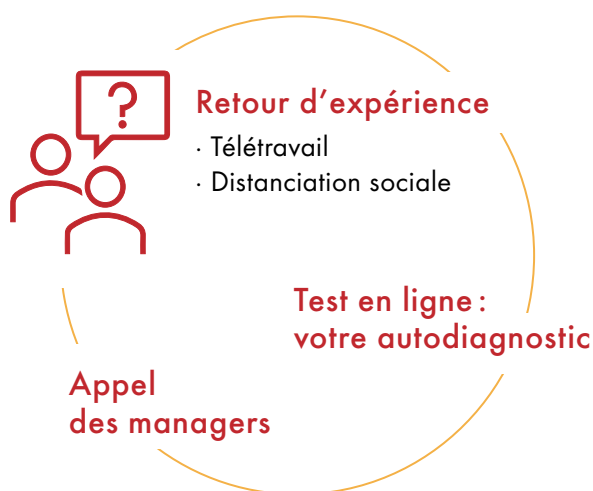 ?
Retour d’expérience
· Télétravail
· Distanciation sociale
Test en ligne :
votre autodiagnostic
Appel
des managers